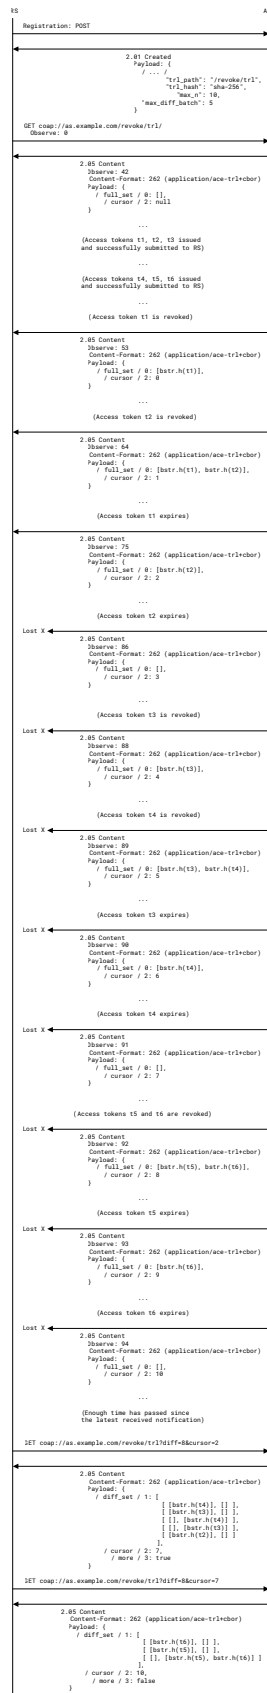 RS
A
Registration: POST
2.01 Created
Payload: {
/ ... /
"trl_path": "/revoke/trl",
"trl_hash": "sha-256",
"max_n": 10,
"max_diff_batch": 5
}
GET coap://as.example.com/revoke/trl/
Observe: 0
2.05 Content
Observe: 42
Content-Format: 262 (application/ace-trl+cbor)
Payload: {
/ full_set / 0: [],
/ cursor / 2: null
}
...
(Access tokens t1, t2, t3 issued
and successfully submitted to RS)
...
(Access tokens t4, t5, t6 issued
and successfully submitted to RS)
...
(Access token t1 is revoked)
2.05 Content
Observe: 53
Content-Format: 262 (application/ace-trl+cbor)
Payload: {
/ full_set / 0: [bstr.h(t1)],
/ cursor / 2: 0
}
...
(Access token t2 is revoked)
2.05 Content
Observe: 64
Content-Format: 262 (application/ace-trl+cbor)
Payload: {
/ full_set / 0: [bstr.h(t1), bstr.h(t2)],
/ cursor / 2: 1
}
...
(Access token t1 expires)
2.05 Content
Observe: 75
Content-Format: 262 (application/ace-trl+cbor)
Payload: {
/ full_set / 0: [bstr.h(t2)],
/ cursor / 2: 2
}
...
(Access token t2 expires)
Lost X
2.05 Content
Observe: 86
Content-Format: 262 (application/ace-trl+cbor)
Payload: {
/ full_set / 0: [],
/ cursor / 2: 3
}
...
(Access token t3 is revoked)
Lost X
2.05 Content
Observe: 88
Content-Format: 262 (application/ace-trl+cbor)
Payload: {
/ full_set / 0: [bstr.h(t3)],
/ cursor / 2: 4
}
...
(Access token t4 is revoked)
Lost X
2.05 Content
Observe: 89
Content-Format: 262 (application/ace-trl+cbor)
Payload: {
/ full_set / 0: [bstr.h(t3), bstr.h(t4)],
/ cursor / 2: 5
}
...
(Access token t3 expires)
Lost X
2.05 Content
Observe: 90
Content-Format: 262 (application/ace-trl+cbor)
Payload: {
/ full_set / 0: [bstr.h(t4)],
/ cursor / 2: 6
}
...
(Access token t4 expires)
Lost X
2.05 Content
Observe: 91
Content-Format: 262 (application/ace-trl+cbor)
Payload: {
/ full_set / 0: [],
/ cursor / 2: 7
}
...
(Access tokens t5 and t6 are revoked)
Lost X
2.05 Content
Observe: 92
Content-Format: 262 (application/ace-trl+cbor)
Payload: {
/ full_set / 0: [bstr.h(t5), bstr.h(t6)],
/ cursor / 2: 8
}
...
(Access token t5 expires)
Lost X
2.05 Content
Observe: 93
Content-Format: 262 (application/ace-trl+cbor)
Payload: {
/ full_set / 0: [bstr.h(t6)],
/ cursor / 2: 9
}
...
(Access token t6 expires)
Lost X
2.05 Content
Observe: 94
Content-Format: 262 (application/ace-trl+cbor)
Payload: {
/ full_set / 0: [],
/ cursor / 2: 10
}
...
(Enough time has passed since
the latest received notification)
GET coap://as.example.com/revoke/trl?diff=8&cursor=2
2.05 Content
Content-Format: 262 (application/ace-trl+cbor)
Payload: {
/ diff_set / 1: [
[ [bstr.h(t4)], [] ],
[ [bstr.h(t3)], [] ],
[ [], [bstr.h(t4)] ],
[ [], [bstr.h(t3)] ],
[ [bstr.h(t2)], [] ]
],
/ cursor / 2: 7,
/ more / 3: true
}
GET coap://as.example.com/revoke/trl?diff=8&cursor=7
2.05 Content
Content-Format: 262 (application/ace-trl+cbor)
Payload: {
/ diff_set / 1: [
[ [bstr.h(t6)], [] ],
[ [bstr.h(t5)], [] ],
[ [], [bstr.h(t5), bstr.h(t6)] ]
],
/ cursor / 2: 10,
/ more / 3: false
}